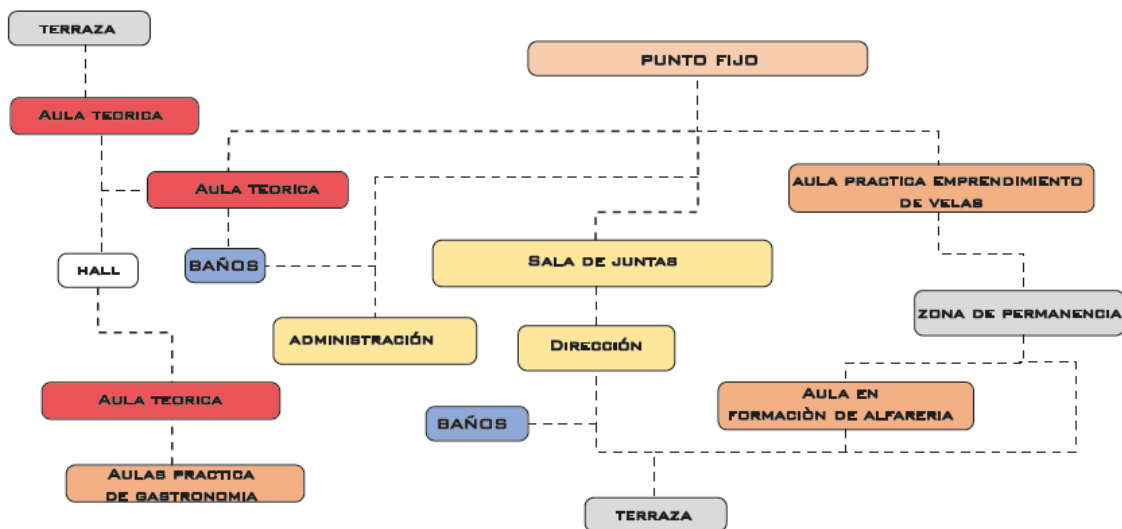 TERRAZA
PUNTO FIJO
AULA TEORICA
AULA TEORICA
AULA PRACTICA EMPRENDIMIENTO
DE VELAS
HALL
BAÑOS
SALA DE JUNTAS
ZONA DE PERMANENCIA
ADMINISTRACIÓN
DIRECCIÓN
AULA TEORICA
AULA EN
FORMACIÒN DE ALFARERIA
BAÑOS
AULAS PRACTICA
DE GASTRONOMIA
TERRAZA